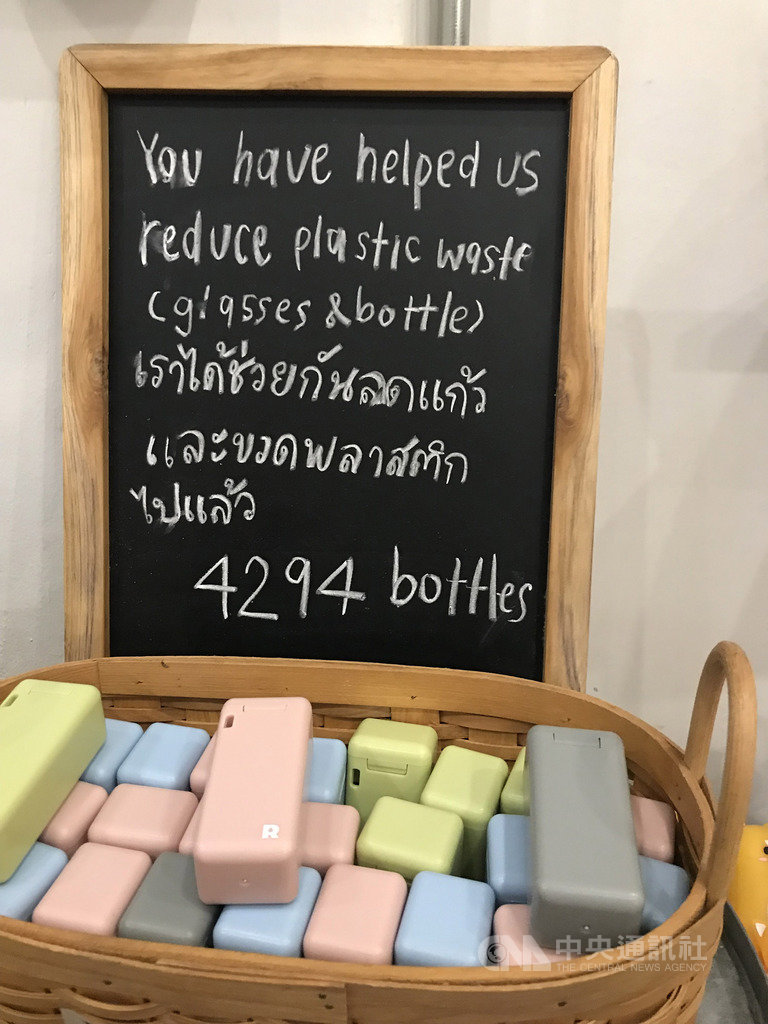 You have helped us
reduce plastic waste
(glasses & bottle)
เราได้ช่วยกันลดแก้ว
และขวดพลาสติก
ไปแล้ว
4294 bottles
R
中央通訊社
THE CENTRAL NEWS AGENCY